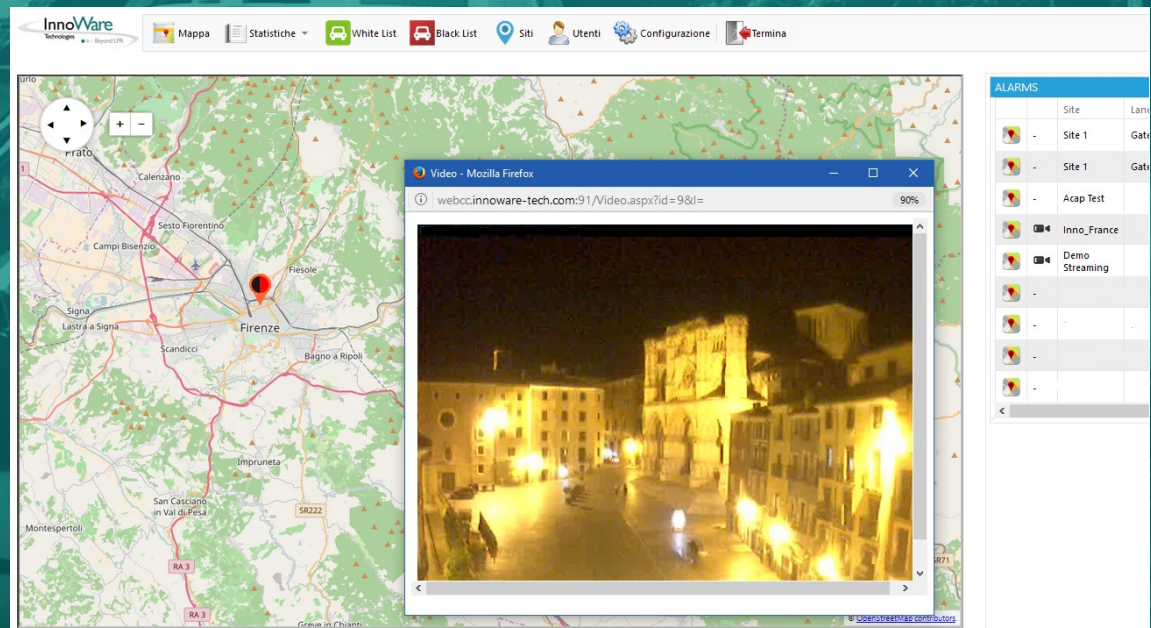 InnoWare
Technologies
Beyond LPR
Mappa
Statistiche
White List
Black List
Siti
Utenti
Configurazione
Termina
Prato
Calenzano
Sesto Fiorentino
Campi Bisenzio
Fiesole
Signa
Lastra a Signa
Firenze
Scandicci
Bagno a Ripoli
Impruneta
San Casciano
in Val di Pesa
SR222
Montespertoli
RA 3
RA 3
Greve in Chianti
SR71
© OpenStreetMap contributors.
Video - Mozilla Firefox
webcc.innoware-tech.com:91/Video.aspx?id=9&l=
90%
ALARMS
Site Lane
- Site 1 Gate
- Site 1 Gate
- Acap Test
Inno_France
Demo
Streaming
-
-
-
-